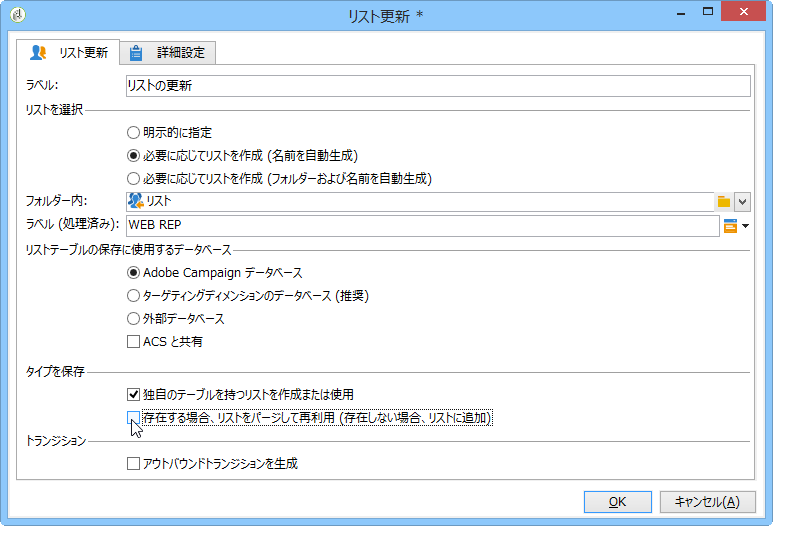 リスト更新 *
リスト更新 詳細設定
ラベル: リストの更新
リストを選択
明示的に指定
必要に応じてリストを作成 (名前を自動生成)
必要に応じてリストを作成 (フォルダーおよび名前を自動生成)
フォルダー内: リスト
ラベル (処理済み): WEB REP
リストテーブルの保存に使用するデータベース
Adobe Campaign データベース
ターゲティングディメンションのデータベース (推奨)
外部データベース
ACS と共有
タイプを保存
独自のテーブルを持つリストを作成または使用
存在する場合、リストをパージして再利用 (存在しない場合、リストに追加)
トランジション
アウトバウンドトランジションを生成
OK キャンセル(A)